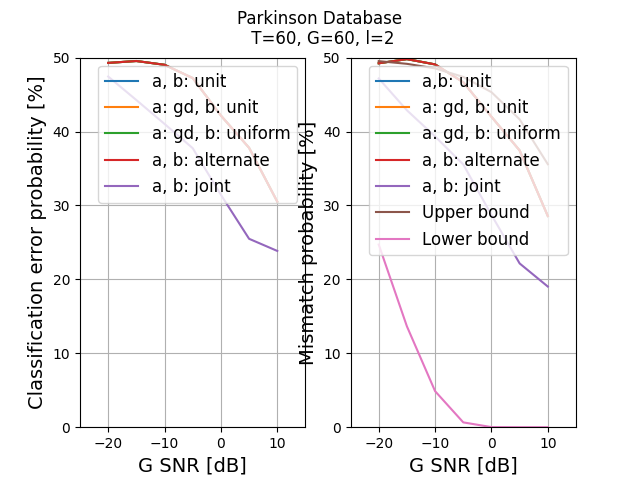 Parkinson Database
T=60, G=60, l=2
Classification error probability [%]
50
40
30
20
10
0
a, b: unit
a: gd, b: unit
a: gd, b: uniform
a, b: alternate
a, b: joint
−20
−10
0
10
G SNR [dB]
Mismatch probability [%]
50
40
30
20
10
0
a,b: unit
a: gd, b: unit
a: gd, b: uniform
a, b: alternate
a, b: joint
Upper bound
Lower bound
−20
−10
0
10
G SNR [dB]